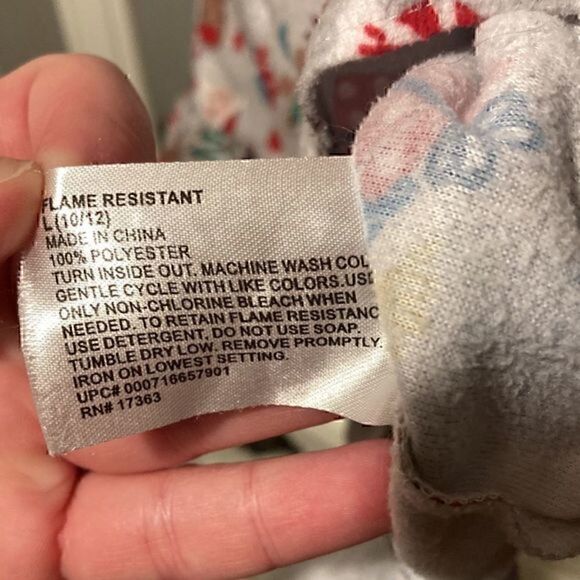 FLAME RESISTANT
L (10/12)
MADE IN CHINA
100% POLYESTER
TURN INSIDE OUT. MACHINE WASH COL
GENTLE CYCLE WITH LIKE COLORS.USE
ONLY NON-CHLORINE BLEACH WHEN
NEEDED. TO RETAIN FLAME RESISTANC
USE DETERGENT, DO NOT USE SOAP.
TUMBLE DRY LOW. REMOVE PROMPTLY.
IRON ON LOWEST SETTING.
UPC# 000716657901
RN# 17363